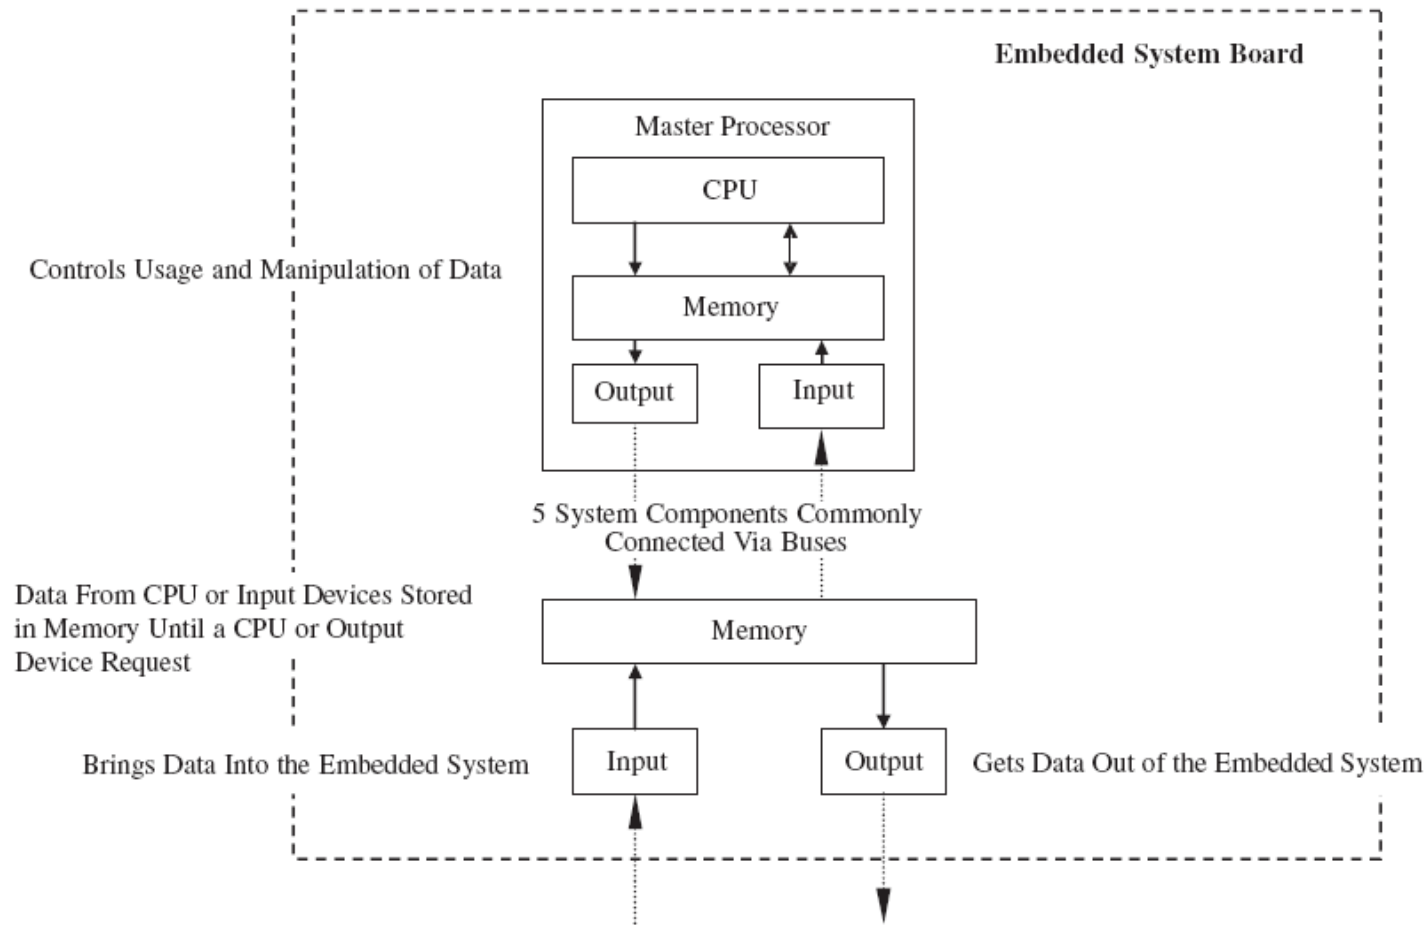 Embedded System Board
Master Processor
CPU
Controls Usage and Manipulation of Data
Memory
Output
Input
5 System Components Commonly
Connected Via Buses
Data From CPU or Input Devices Stored
in Memory Until a CPU or Output
Device Request
Memory
Brings Data Into the Embedded System
Input
Output
Gets Data Out of the Embedded System